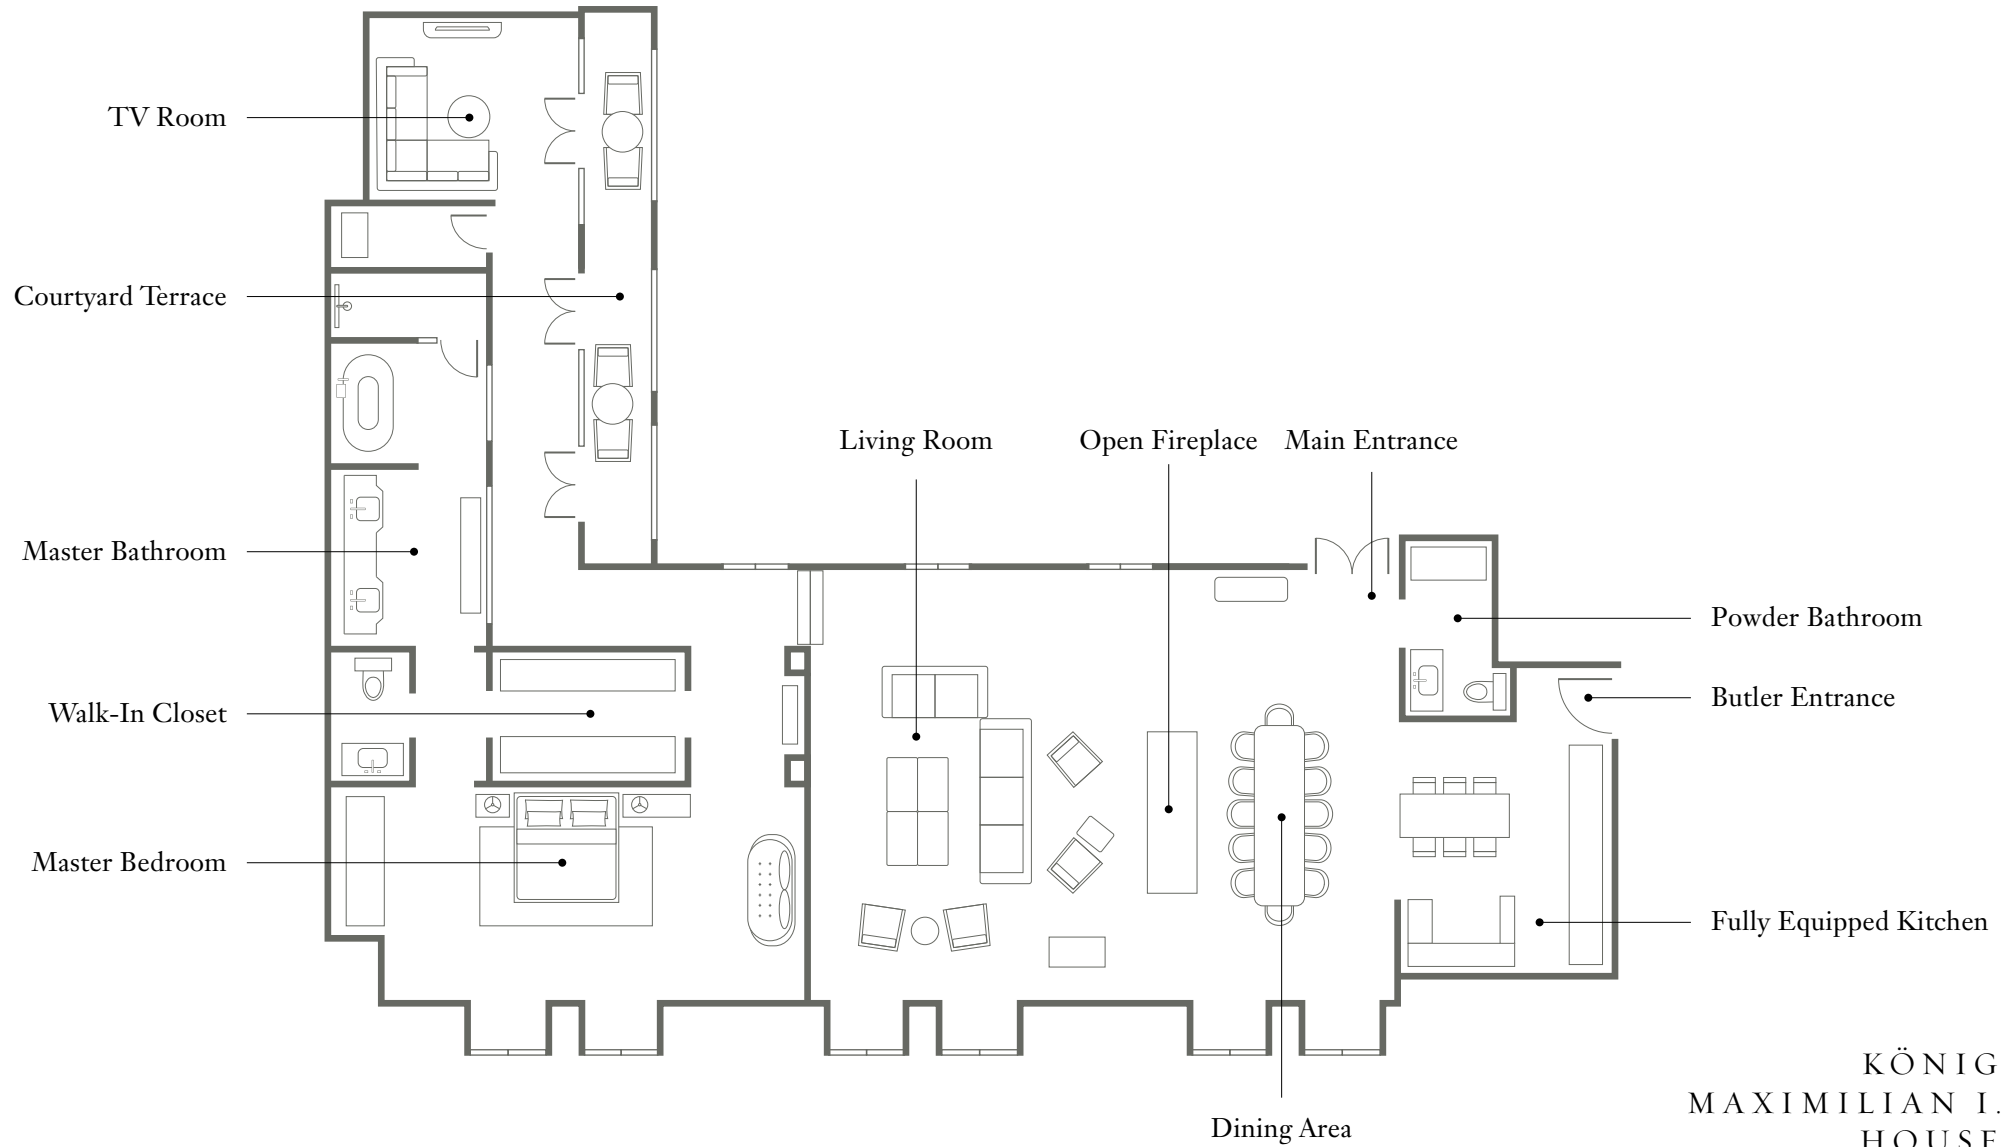 TV Room
Courtyard Terrace
Living Room
Open Fireplace
Main Entrance
Master Bathroom
Powder Bathroom
Butler Entrance
Walk-In Closet
Master Bedroom
Fully Equipped Kitchen
Dining Area
KÖNIG
MAXIMILIAN I.
HOUSE